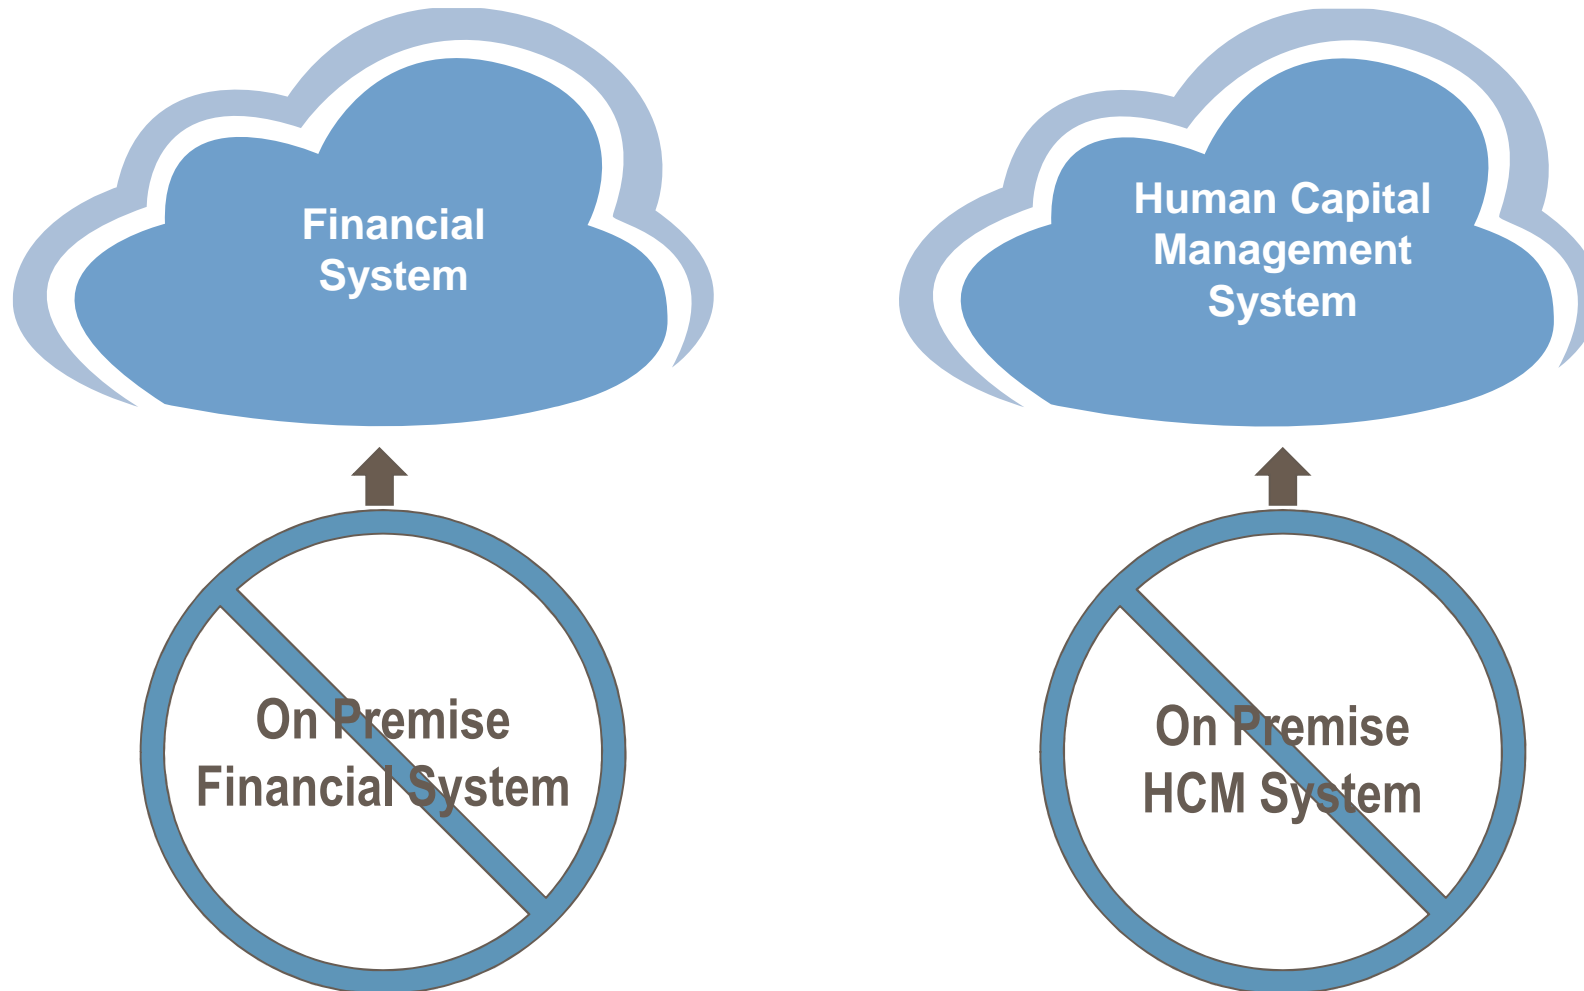 Financial
System
Human Capital
Management
System
On Premise
Financial System
On Premise
HCM System